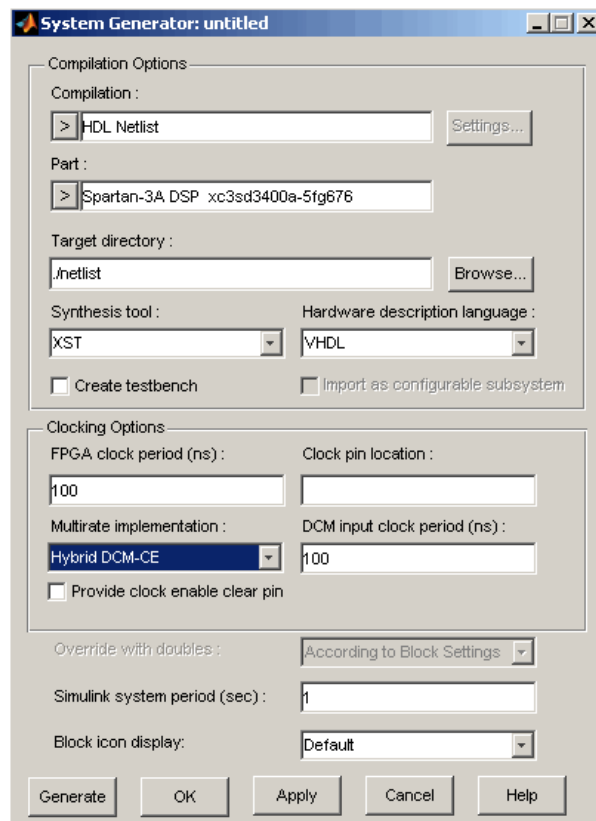 System Generator: untitled
Compilation Options
Compilation :
> HDL Netlist Settings...
Part :
> Spartan-3A DSP xc3sd3400a-5fg676
Target directory :
./netlist Browse...
Synthesis tool : Hardware description language :
XST VHDL
Create testbench Import as configurable subsystem
Clocking Options
FPGA clock period (ns) : Clock pin location :
100
Multirate implementation : DCM input clock period (ns) :
Hybrid DCM-CE 100
Provide clock enable clear pin
Override with doubles : According to Block Settings
Simulink system period (sec) : 1
Block icon display: Default
Generate OK Apply Cancel Help